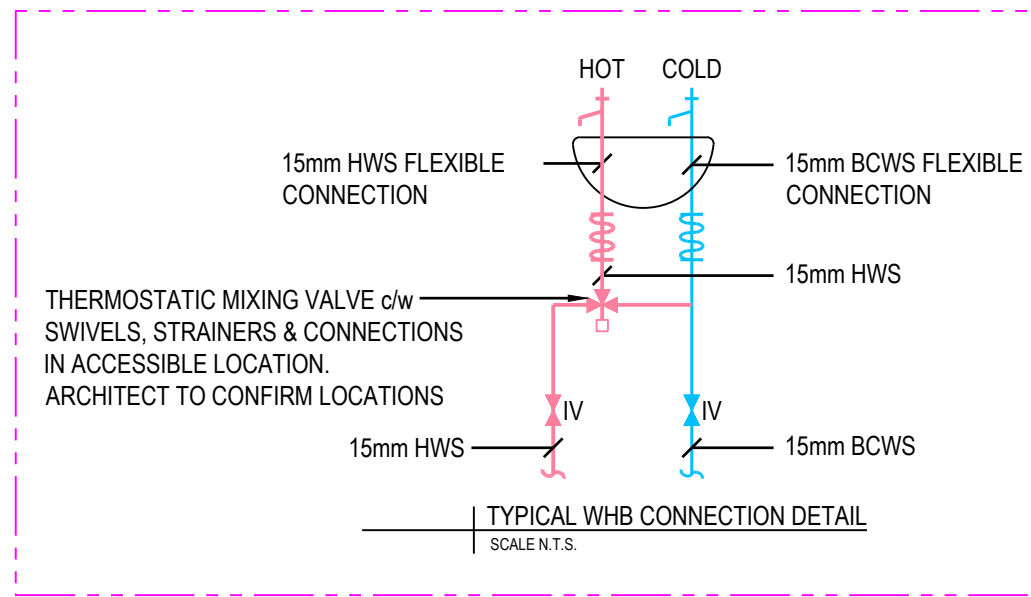 HOT
COLD
15mm HWS FLEXIBLE
CONNECTION
15mm BCWS FLEXIBLE
CONNECTION
15mm HWS
THERMOSTATIC MIXING VALVE c/w
SWIVELS, STRAINERS & CONNECTIONS
IN ACCESSIBLE LOCATION.
ARCHITECT TO CONFIRM LOCATIONS
IV
IV
15mm HWS
15mm BCWS
TYPICAL WHB CONNECTION DETAIL
SCALE N.T.S.